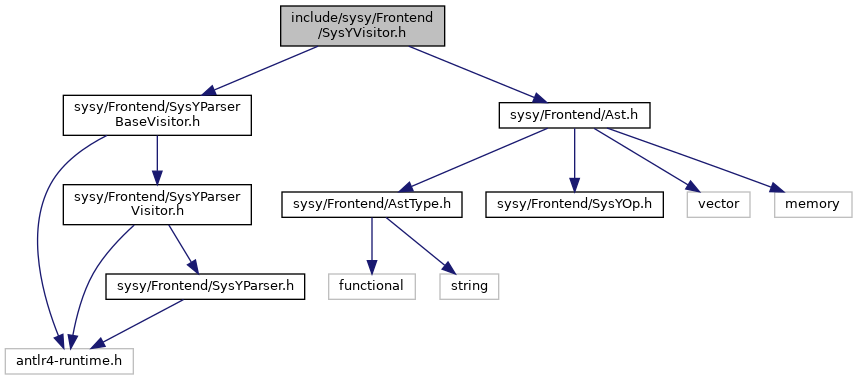 include/sysy/Frontend
/SysYVisitor.h
sysy/Frontend/SysYParser
BaseVisitor.h
sysy/Frontend/Ast.h
sysy/Frontend/SysYParser
Visitor.h
sysy/Frontend/AstType.h
sysy/Frontend/SysYOp.h
vector
memory
sysy/Frontend/SysYParser.h
functional
string
antlr4-runtime.h